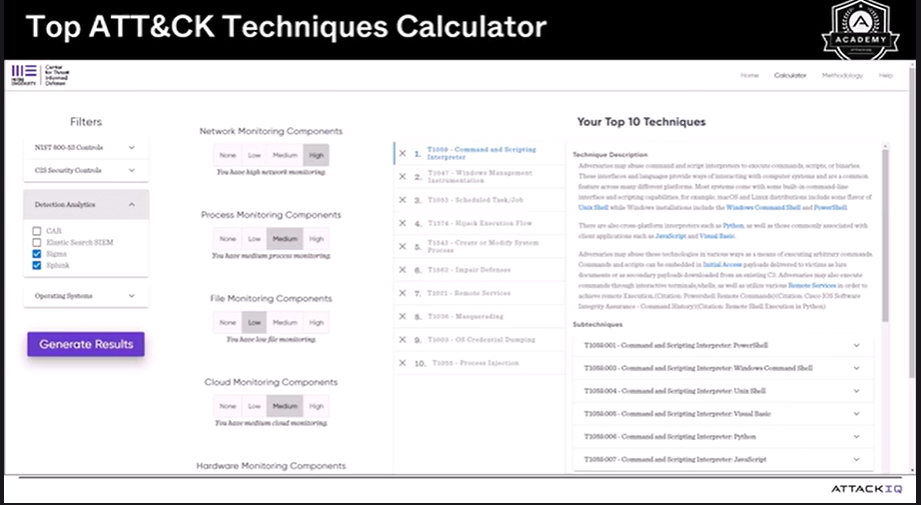 Top ATT&CK Techniques Calculator
ACADEMY
Center
for Threat
Informed
Defense
Home
Calculator
Methodology
Help
Filters
NIST 800-53 Controls
CIS Security Controls
Detection Analytics
CAR
Elastic Search SIEM
Sigma
Splunk
Operating Systems
Generate Results
Network Monitoring Components
None Low Medium High
You have high network monitoring.
Process Monitoring Components
None Low Medium High
You have medium process monitoring.
File Monitoring Components
None Low Medium High
You have low file monitoring.
Cloud Monitoring Components
None Low Medium High
You have medium cloud monitoring.
Hardware Monitoring Components
1. T1059 - Command and Scripting
Interpreter
2. T1047 - Windows Management
Instrumentation
3. T1053 - Scheduled Task/Job
4. T1574 - Hijack Execution Flow
5. T1543 - Create or Modify System
Process
6. T1562 - Impair Defenses
7. T1021 - Remote Services
8. T1036 - Masquerading
9. T1003 - OS Credential Dumping
10. T1055 - Process Injection
Your Top 10 Techniques
Technique Description
Adversaries may abuse command and script interpreters to execute commands, scripts, or binaries.
These interfaces and languages provide ways of interacting with computer systems and are a common
feature across many different platforms. Most systems come with some built-in command-line
interface and scripting capabilities, for example, macOS and Linux distributions include some flavor of
Unix Shell while Windows installations include the Windows Command Shell and PowerShell.
There are also cross-platform interpreters such as Python, as well as those commonly associated with
client applications such as JavaScript and Visual Basic.
Adversaries may abuse these technologies in various ways as a means of executing arbitrary commands.
Commands and scripts can be embedded in Initial Access payloads delivered to victims as lure
documents or as secondary payloads downloaded from an existing C2. Adversaries may also execute
commands through interactive terminals/shells, as well as utilize various Remote Services in order to
achieve remote Execution.(Citation: Powershell Remote Commands)(Citation: Cisco IOS Software
Integrity Assurance - Command History)(Citation: Remote Shell Execution in Python)
Subtechniques
T1059.001 - Command and Scripting Interpreter: PowerShell
T1059.003 - Command and Scripting Interpreter: Windows Command Shell
T1059.004 - Command and Scripting Interpreter: Unix Shell
T1059.005 - Command and Scripting Interpreter: Visual Basic
T1059.006 - Command and Scripting Interpreter: Python
T1059.007 - Command and Scripting Interpreter: JavaScript
ATTACKIQ